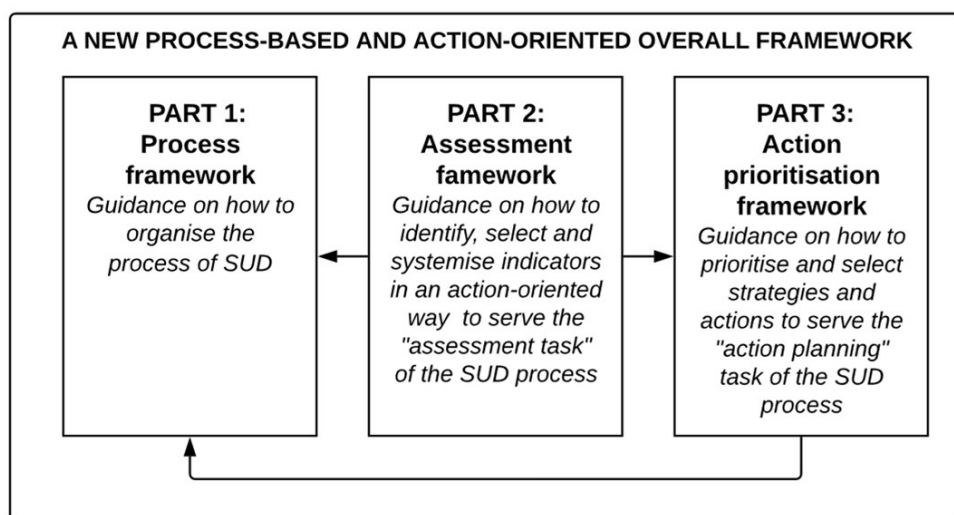 A NEW PROCESS-BASED AND ACTION-ORIENTED OVERALL FRAMEWORK
PART 1:
Process
framework
Guidance on how to
organise the
process of SUD
PART 2:
Assessment
famework
Guidance on how to
identify, select and
systemise indicators
in an action-oriented
way to serve the
"assessment task"
of the SUD process
PART 3:
Action
prioritisation
framework
Guidance on how to
prioritise and select
strategies and
actions to serve the
"action planning"
task of the SUD
process